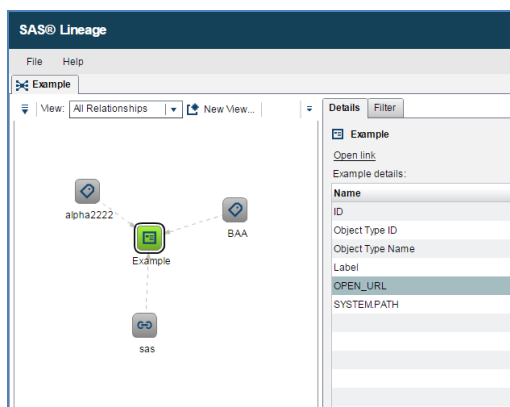 SAS® Lineage
File Help
Example
View: All Relationships New View...
Details Filter
Example
Open link
Example details:
Name
ID
Object Type ID
Object Type Name
Label
OPEN_URL
SYSTEM.PATH
alpha2222
BAA
Example
sas